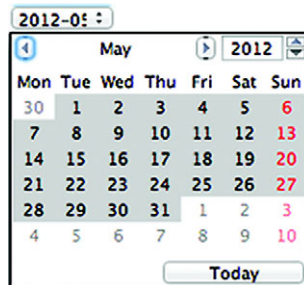 2012-05
May 2012
Mon Tue Wed Thu Fri Sat Sun
30 1 2 3 4 5 6
7 8 9 10 11 12 13
14 15 16 17 18 19 20
21 22 23 24 25 26 27
28 29 30 31 1 2 3
4 5 6 7 8 9 10
Today